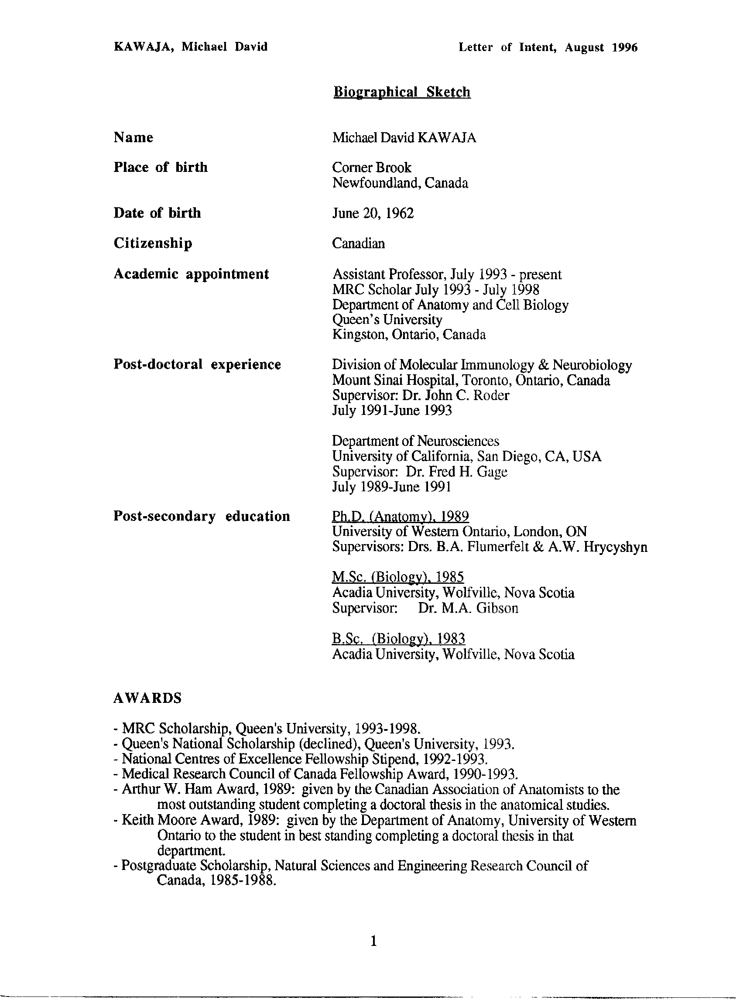 KAWAJA, Michael David Letter of Intent, August 1996
Biographical Sketch
Name Michael David KAWAJA
Place of birth Corner Brook
Newfoundland, Canada
Date of birth June 20, 1962
Citizenship Canadian
Academic appointment Assistant Professor, July 1993 - present
MRC Scholar July 1993 - July 1998
Department of Anatomy and Cell Biology
Queen's University
Kingston, Ontario, Canada
Post-doctoral experience Division of Molecular Immunology & Neurobiology
Mount Sinai Hospital, Toronto, Ontario, Canada
Supervisor: Dr. John C. Roder
July 1991-June 1993
Department of Neurosciences
University of California, San Diego, CA, USA
Supervisor: Dr. Fred H. Gage
July 1989-June 1991
Post-secondary education Ph.D. (Anatomy), 1989
University of Western Ontario, London, ON
Supervisors: Drs. B.A. Flumerfelt & A.W. Hrycyshyn
M.Sc. (Biology), 1985
Acadia University, Wolfville, Nova Scotia
Supervisor: Dr. M.A. Gibson
B.Sc. (Biology), 1983
Acadia University, Wolfville, Nova Scotia
AWARDS
- MRC Scholarship, Queen's University, 1993-1998.
- Queen's National Scholarship (declined), Queen's University, 1993.
- National Centres of Excellence Fellowship Stipend, 1992-1993.
- Medical Research Council of Canada Fellowship Award, 1990-1993.
- Arthur W. Ham Award, 1989: given by the Canadian Association of Anatomists to the
most outstanding student completing a doctoral thesis in the anatomical studies.
- Keith Moore Award, 1989: given by the Department of Anatomy, University of Western
Ontario to the student in best standing completing a doctoral thesis in that
department.
- Postgraduate Scholarship, Natural Sciences and Engineering Research Council of
Canada, 1985-1988.
1